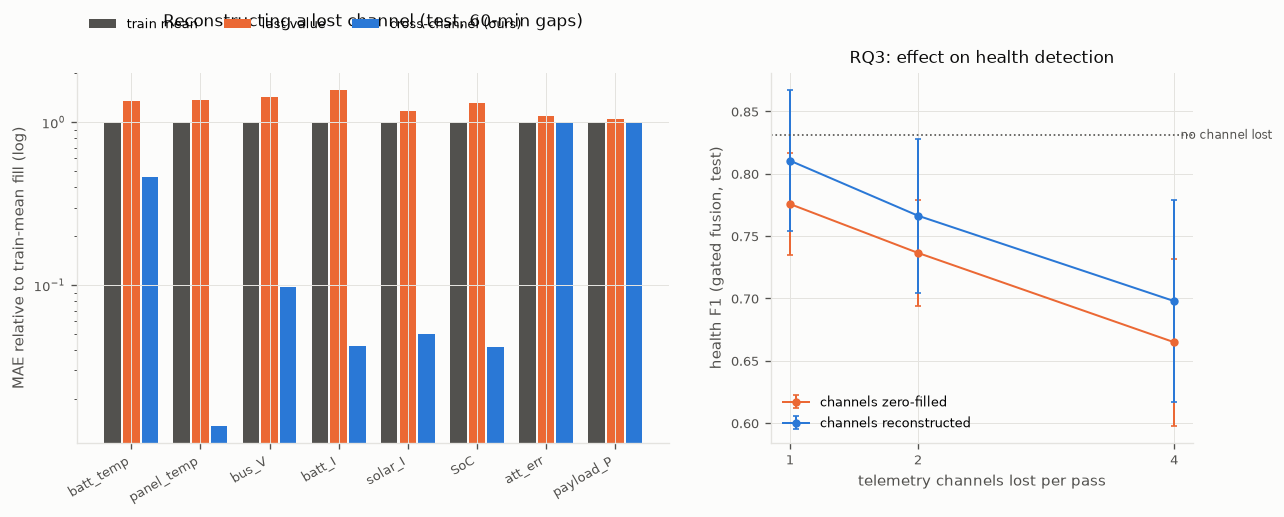 Reconstructing a lost channel (test, 60-min gaps)
train mean
last value
cross-channel (ours)
MAE relative to train-mean fill (log)
10⁰
10⁻¹
batt_temp
panel_temp
bus_V
batt_I
solar_I
SoC
att_err
payload_P
RQ3: effect on health detection
health F1 (gated fusion, test)
0.85
0.80
0.75
0.70
0.65
0.60
no channel lost
channels zero-filled
channels reconstructed
1
2
4
telemetry channels lost per pass